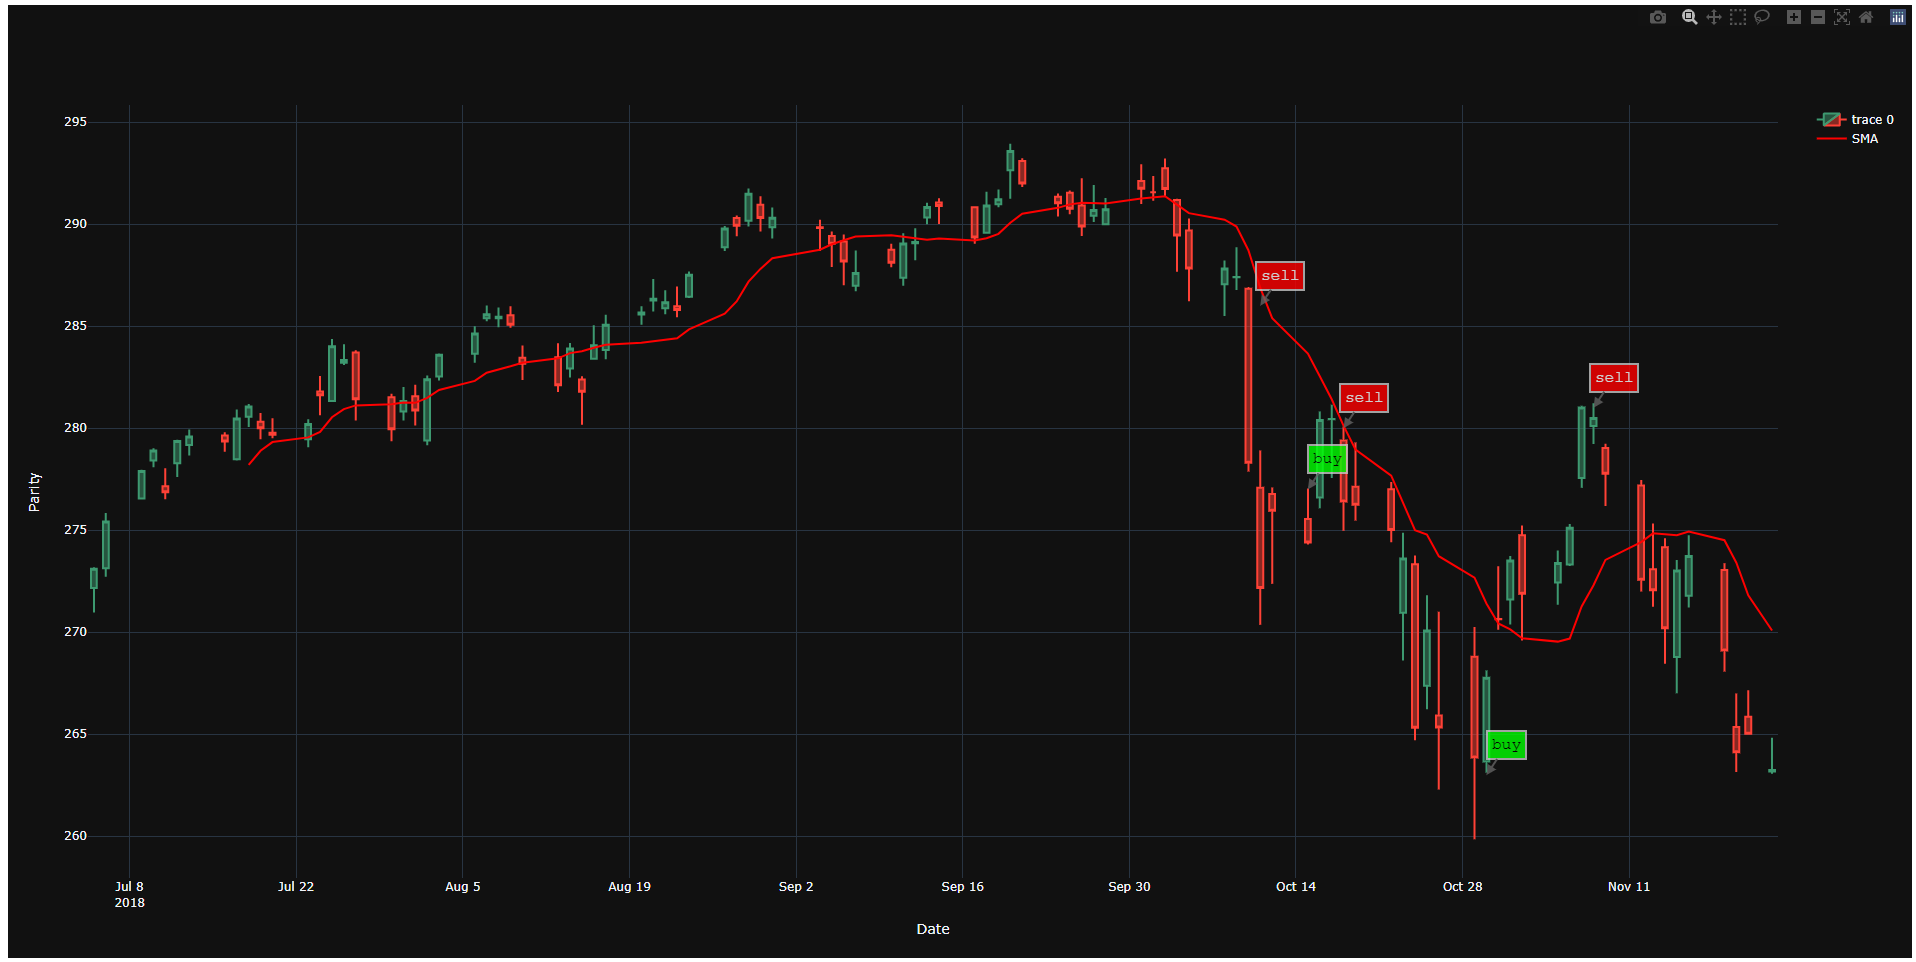 295
290
285
280
275
270
265
260
Parity
Jul 8
2018
Jul 22
Aug 5
Aug 19
Sep 2
Sep 16
Sep 30
Oct 14
Oct 28
Nov 11
Date
trace 0
SMA
sell
sell
buy
sell
buy